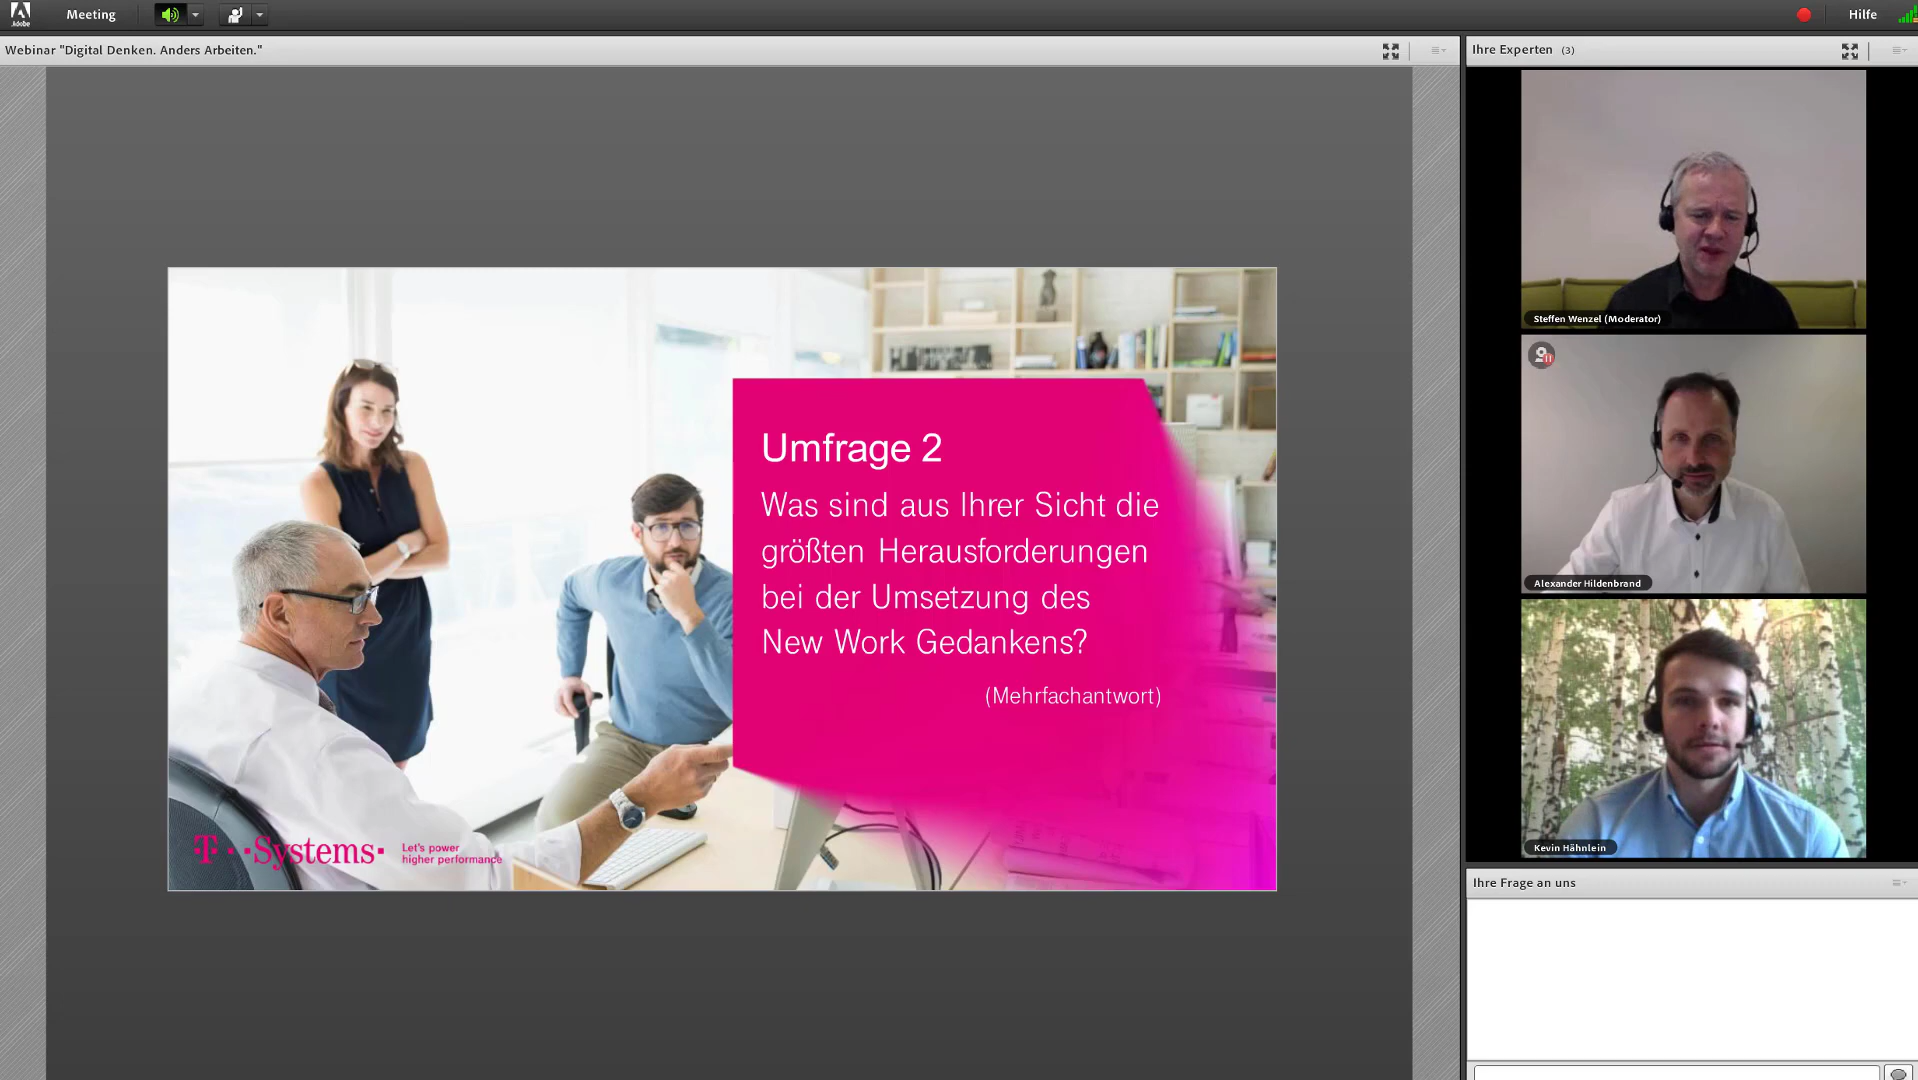 Adobe
Meeting
Hilfe
Webinar "Digital Denken. Anders Arbeiten."
Ihre Experten (3)
Steffen Wenzel (Moderator)
Alexander Hildenbrand
Kevin Hähnlein
Umfrage 2
Was sind aus Ihrer Sicht die
größten Herausforderungen
bei der Umsetzung des
New Work Gedankens?
(Mehrfachantwort)
T··Systems·
Let's power
higher performance
Ihre Frage an uns